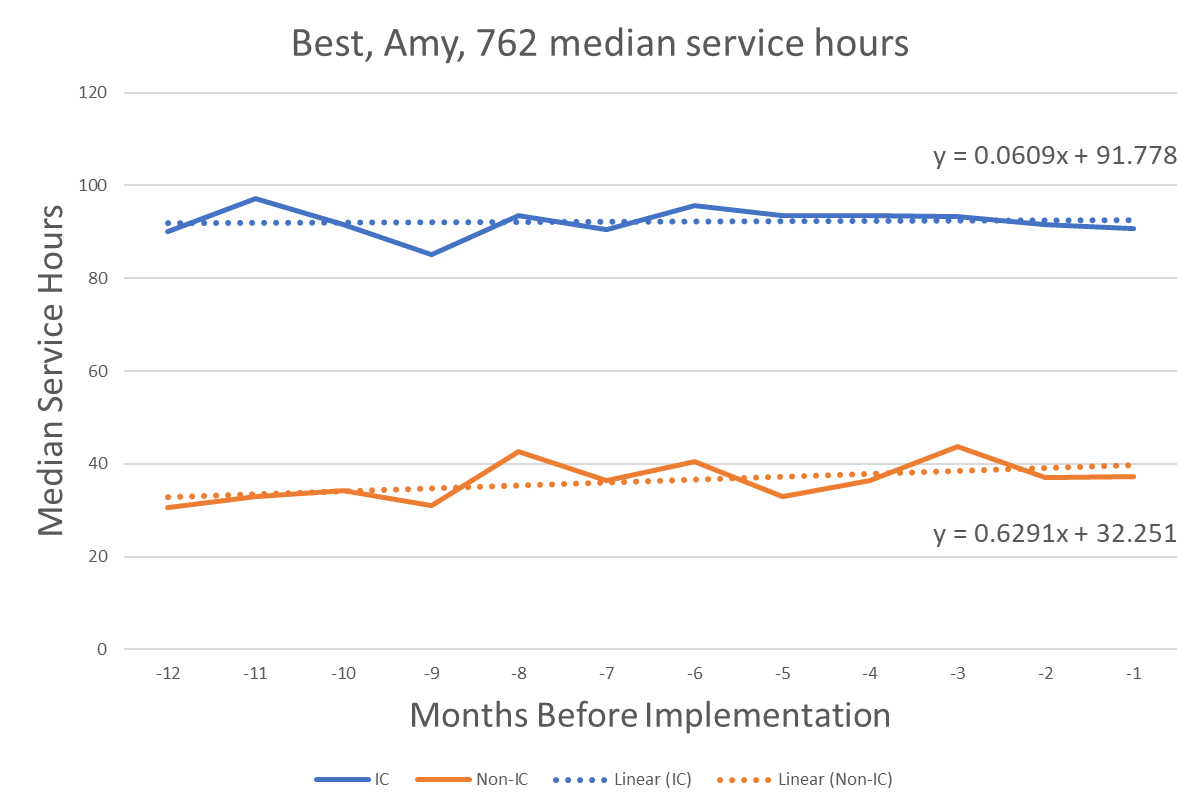 Best, Amy, 762 median service hours
120
y = 0.0609x + 91.778
100
80
60
40
y = 0.6291x + 32.251
20
0
Median Service Hours
-12 -11 -10 -9 -8 -7 -6 -5 -4 -3 -2 -1
Months Before Implementation
IC Non-IC Linear (IC) Linear (Non-IC)